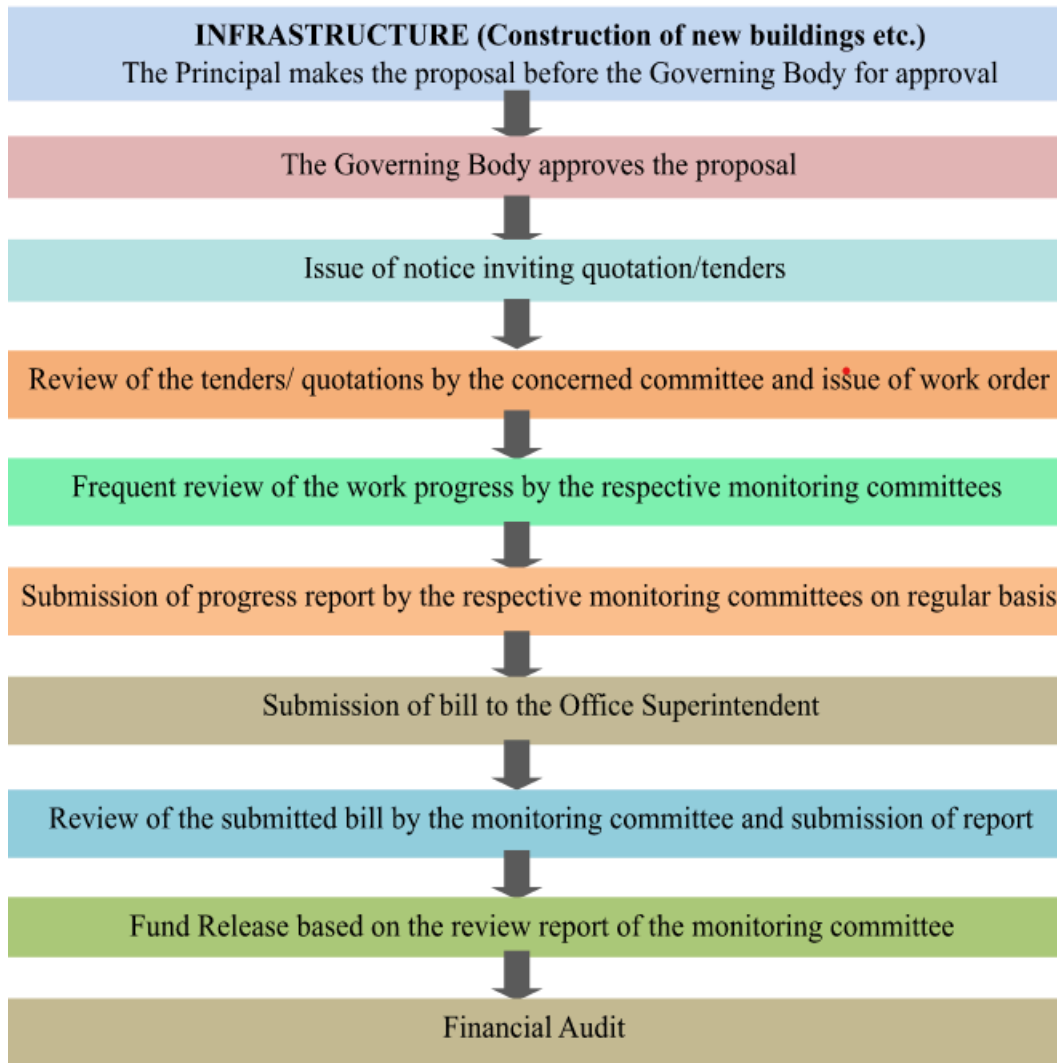 INFRASTRUCTURE (Construction of new buildings etc.)
The Principal makes the proposal before the Governing Body for approval
The Governing Body approves the proposal
Issue of notice inviting quotation/tenders
Review of the tenders/ quotations by the concerned committee and issue of work order
Frequent review of the work progress by the respective monitoring committees
Submission of progress report by the respective monitoring committees on regular basis
Submission of bill to the Office Superintendent
Review of the submitted bill by the monitoring committee and submission of report
Fund Release based on the review report of the monitoring committee
Financial Audit